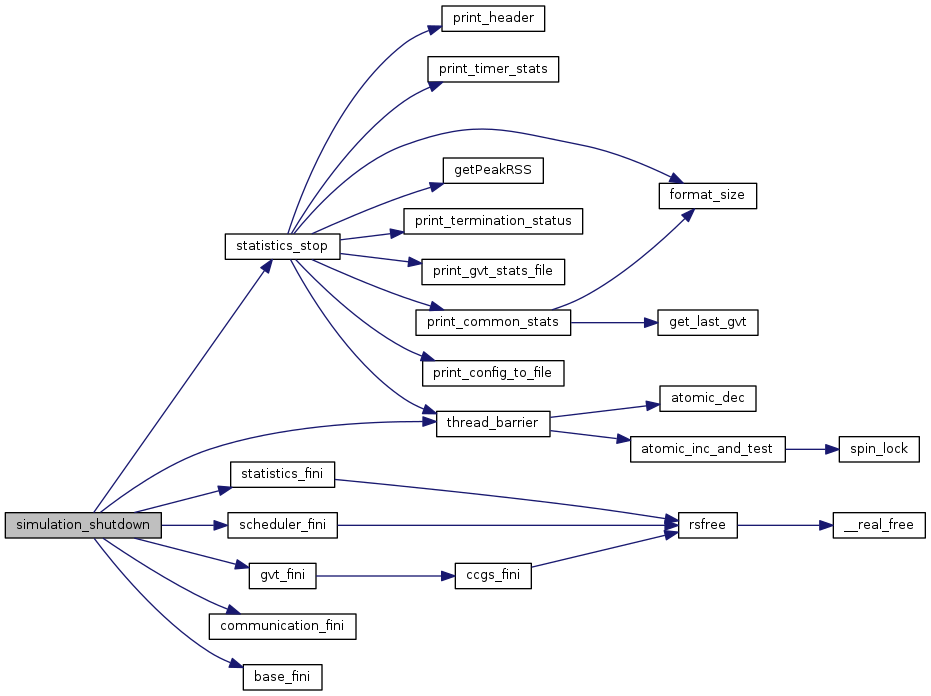 print_header
print_timer_stats
getPeakRSS
format_size
print_termination_status
statistics_stop
print_gvt_stats_file
print_common_stats
get_last_gvt
print_config_to_file
atomic_dec
thread_barrier
atomic_inc_and_test
spin_lock
statistics_fini
simulation_shutdown
scheduler_fini
rsfree
__real_free
gvt_fini
ccgs_fini
communication_fini
base_fini